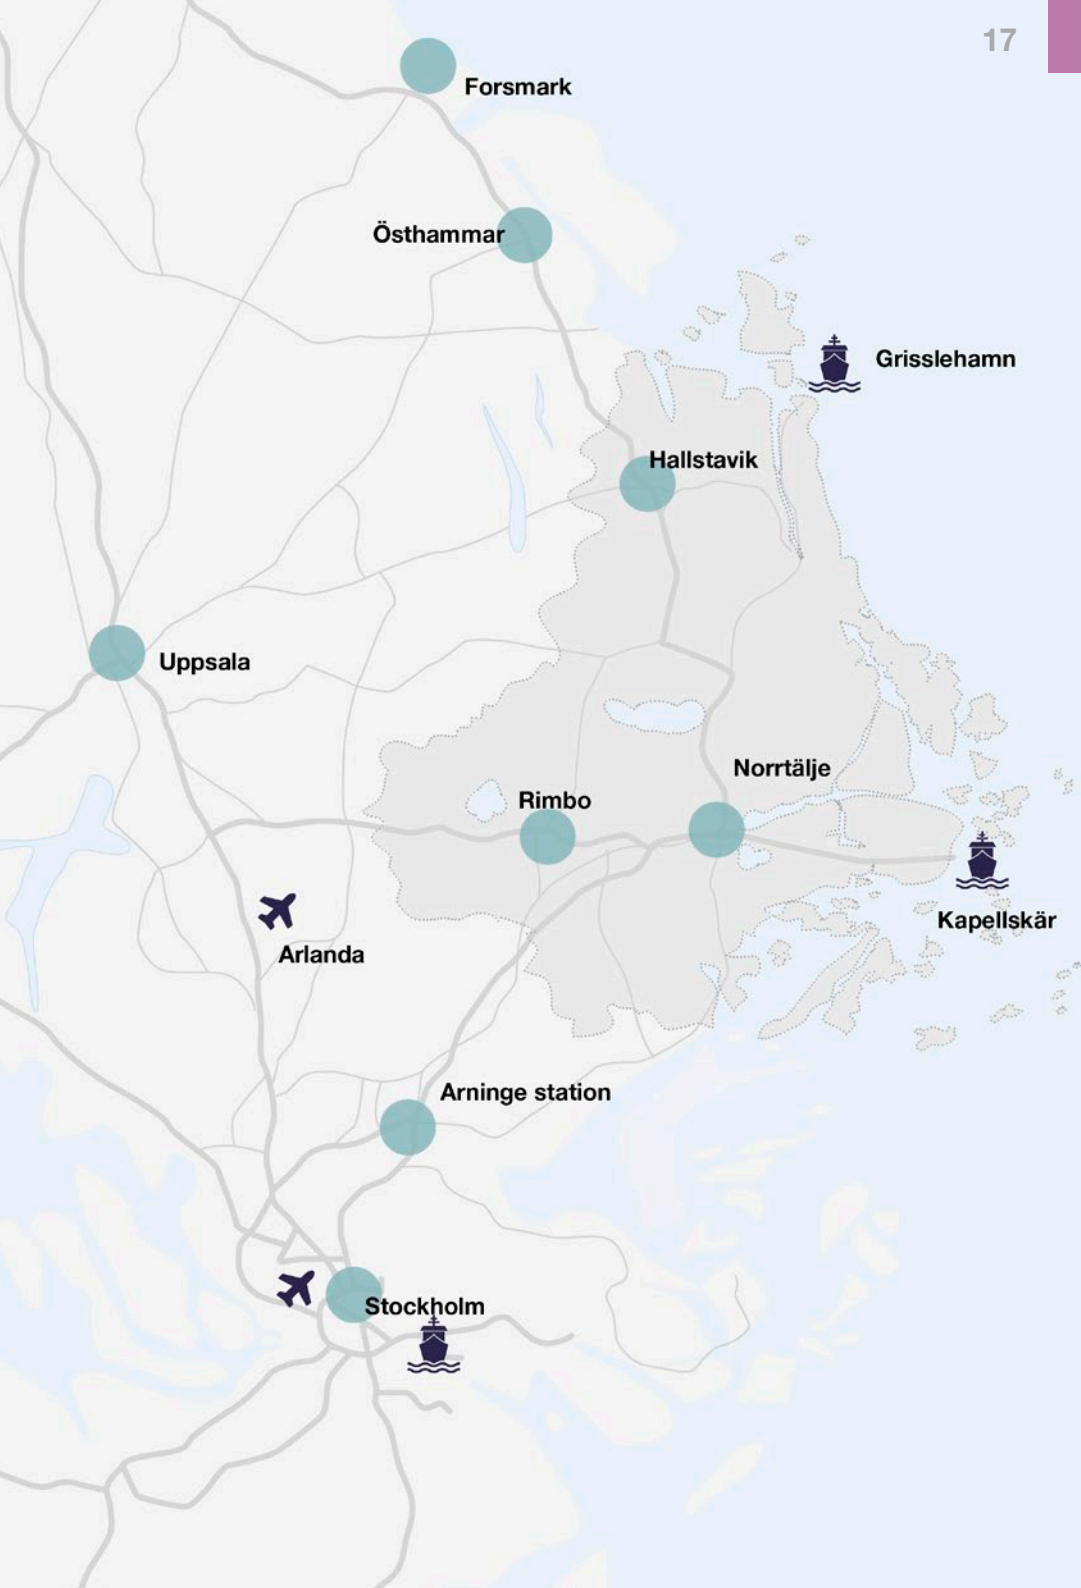 17
Forsmark
Östhammar
Grisslehamn
Hallstavik
Uppsala
Norrtälje
Rimbo
Kapellskär
Arlanda
Arninge station
Stockholm